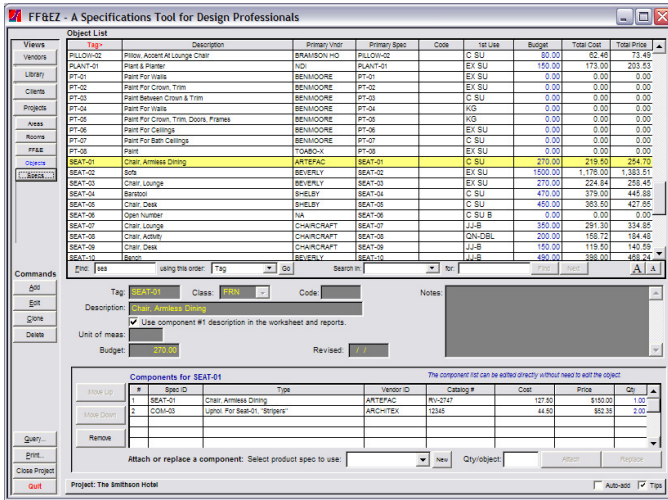 FF&EZ - A Specifications Tool for Design Professionals
Object List
Views
Vendors
Library
Clients
Projects
Areas
Rooms
FF&E
Objects
Specs
Tag> Description Primary Vndr Primary Spec Code 1st Use Budget Total Cost Total Price
PILLOW-02 Pillow, Accent At Lounge Chair BRAMSON HO PILLOW-02 C SU 80.00 62.46 73.49
PLANT-01 Plant & Planter NDI PLANT-01 EX SU 150.00 173.00 203.53
PT-01 Paint For Walls BENMOORE PT-01 EX SU 0.00 0.00 0.00
PT-02 Paint For Crown, Trim BENMOORE PT-02 EX SU 0.00 0.00 0.00
PT-03 Paint Between Crown & Trim BENMOORE PT-03 C SU 0.00 0.00 0.00
PT-04 Paint For Walls BENMOORE PT-04 KG 0.00 0.00 0.00
PT-05 Paint For Crown, Trim, Doors, Frames BENMOORE PT-05 KG 0.00 0.00 0.00
PT-06 Paint For Ceilings BENMOORE PT-06 EX SU 0.00 0.00 0.00
PT-07 Paint For Bath Ceilings BENMOORE PT-07 C SU 0.00 0.00 0.00
PT-08 Paint TOABO-X PT-08 EX SU 0.00 0.00 0.00
SEAT-01 Chair, Armless Dining ARTEFAC SEAT-01 C SU 270.00 219.50 254.70
SEAT-02 Sofa BEVERLY SEAT-02 EX SU 1500.00 1,176.00 1,383.51
SEAT-03 Chair, Lounge BEVERLY SEAT-03 EX SU 270.00 224.84 258.45
SEAT-04 Barstool SHELBY SEAT-04 EX SU 470.00 379.00 445.88
SEAT-05 Chair, Desk SHELBY SEAT-05 EX SU 450.00 363.50 427.65
SEAT-06 Open Number NA SEAT-06 C SU B 0.00 0.00 0.00
SEAT-07 Chair, Lounge CHAIRCRAFT SEAT-07 JJ-B 350.00 291.30 334.85
SEAT-08 Chair, Activity CHAIRCRAFT SEAT-08 QN-DBL 200.00 158.72 184.48
SEAT-09 Chair, Desk CHAIRCRAFT SEAT-09 JJ-B 150.00 119.50 140.59
SEAT-10 Bench BEVERLY SEAT-10 JJ-B 490.00 398.00 468.24
Find: sea using this order: Tag Go Search in: for: Find Next A A
Commands
Add
Edit
Clone
Delete
Tag: SEAT-01 Class: FRN Code: Notes:
Description: Chair, Armless Dining
Use component #1 description in the worksheet and reports.
Unit of meas:
Budget: 270.00 Revised: / /
Components for SEAT-01 The component list can be edited directly without need to edit the object.
Move Up
Move Down
Remove
# Spec ID Type Vendor ID Catalog # Cost Price Qty
1 SEAT-01 Chair, Armless Dining ARTEFAC RV-2747 127.50 $150.00 1.00
2 COM-03 Uphol. For Seat-01, "Stripers" ARCHITEX 12345 44.50 $52.35 2.00
Attach or replace a component: Select product spec to use: New Qty/object: Attach Replace
Query...
Print...
Close Project
Quit
Project: The Smithson Hotel Auto-add Tips